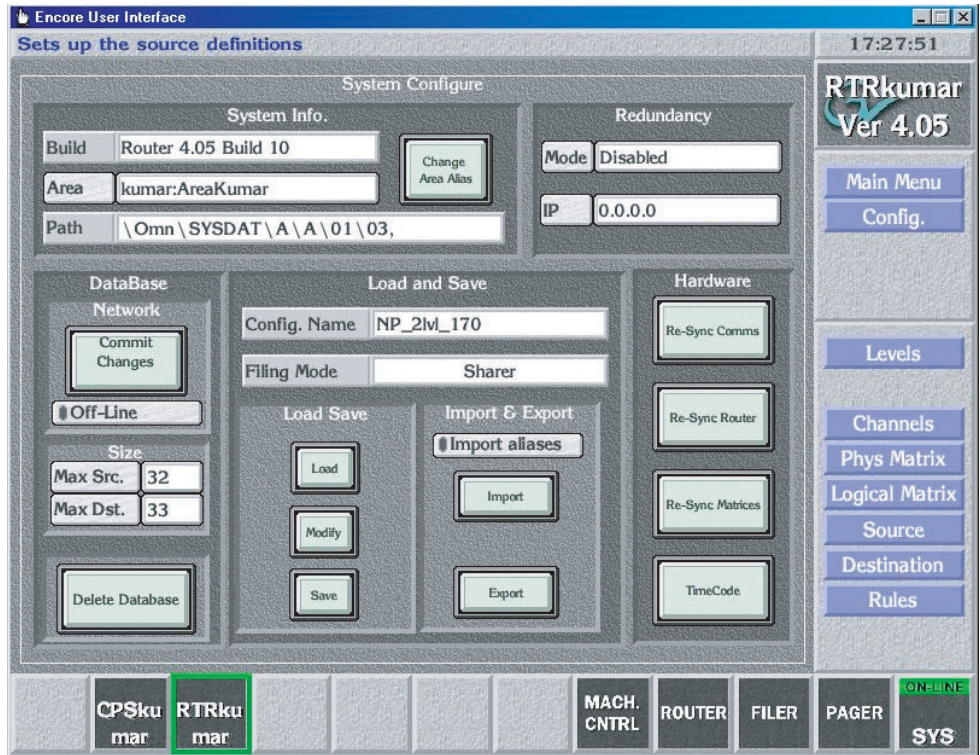 Encore User Interface
Sets up the source definitions
17:27:51
RTRkumar
Ver 4.05
System Configure
System Info.
Build
Router 4.05 Build 10
Area
kumar:AreaKumar
Path
\Omn\SYSDAT\A\A\01\03,
Change
Area Alias
Redundancy
Mode
Disabled
IP
0.0.0.0
Main Menu
Config.
DataBase
Network
Commit
Changes
Off-Line
Size
Max Src.
32
Max Dst.
33
Delete Database
Load and Save
Config. Name
NP_2lvl_170
Filing Mode
Sharer
Load Save
Load
Modify
Save
Import & Export
Import aliases
Import
Export
Hardware
Re-Sync Comms
Re-Sync Router
Re-Sync Matrices
TimeCode
Levels
Channels
Phys Matrix
Logical Matrix
Source
Destination
Rules
CPSku
mar
RTRku
mar
MACH.
CNTRL
ROUTER
FILER
PAGER
ON-LINE
SYS